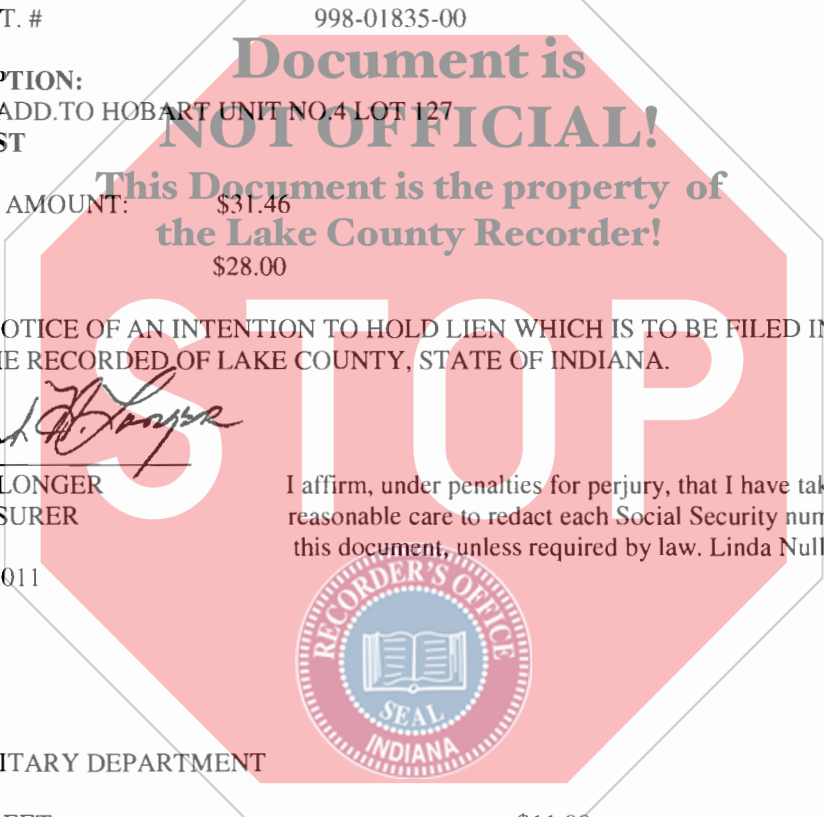 T. # 998-01835-00
Document is
PTION:
ADD.TO HOBART UNIT NO.4 LOT 127
NOT OFFICIAL!
ST
This Document is the property of
AMOUNT: $31.46
the Lake County Recorder!
$28.00
OTICE OF AN INTENTION TO HOLD LIEN WHICH IS TO BE FILED IN
E RECORDED OF LAKE COUNTY, STATE OF INDIANA.
STOP
LONGER
SURER
I affirm, under penalties for perjury, that I have tak
reasonable care to redact each Social Security num
this document, unless required by law. Linda Null
011
RECORDER'S OFFICE
SEAL
INDIANA
ITARY DEPARTMENT